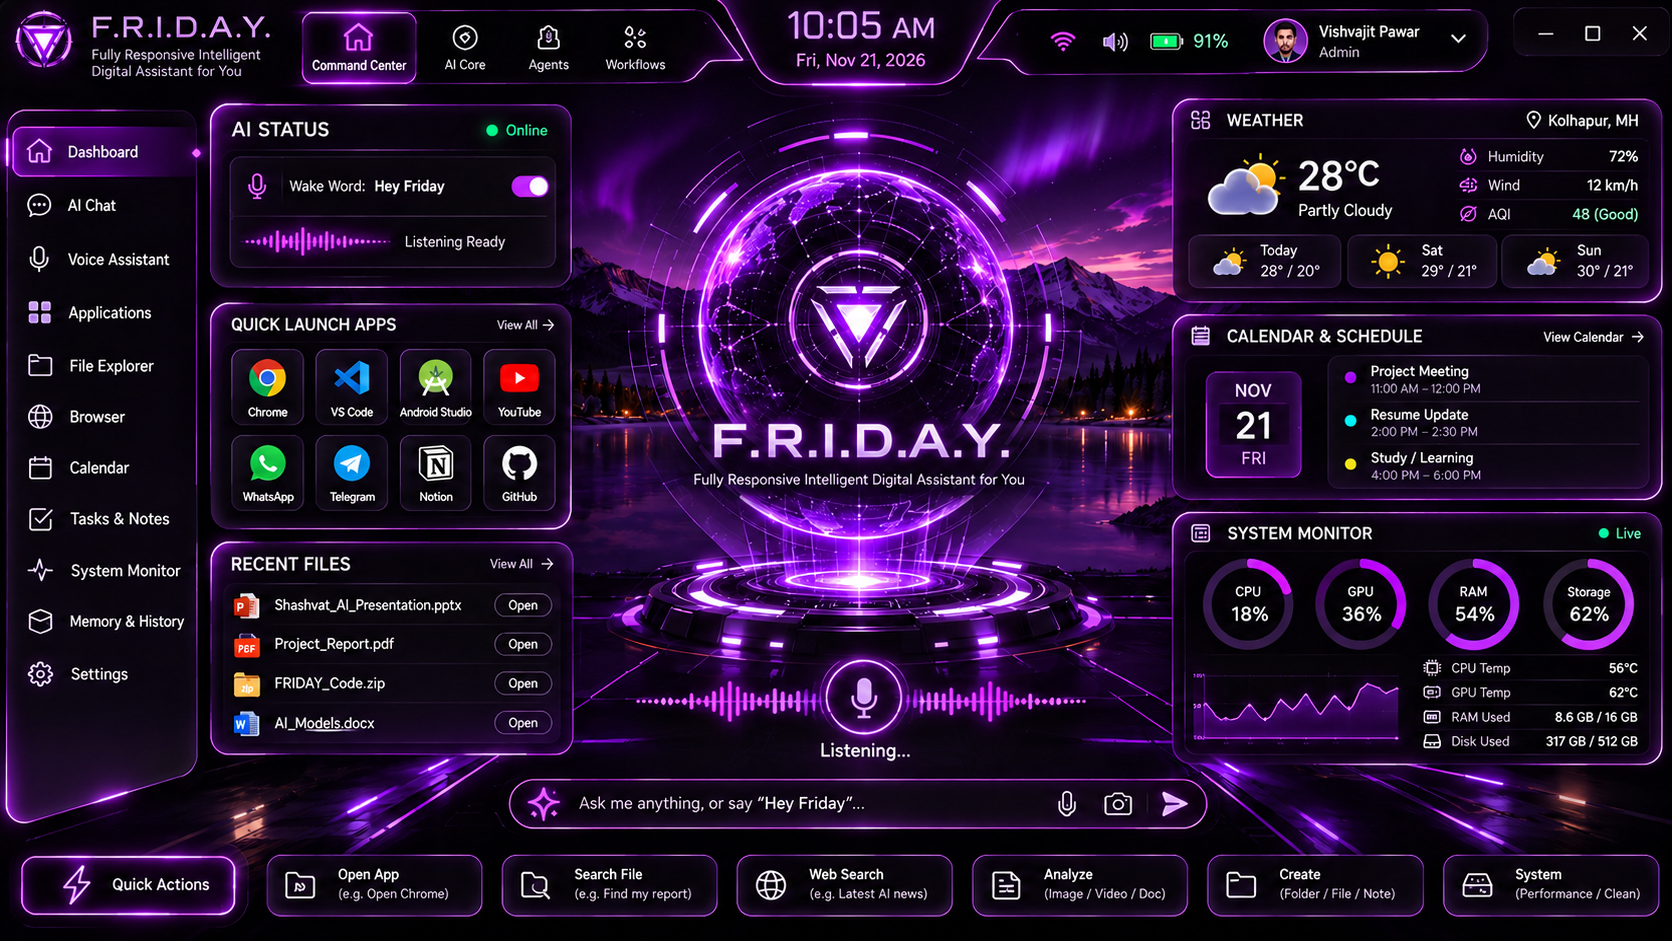 F.R.I.D.A.Y.
Fully Responsive Intelligent
Digital Assistant for You
Command Center
AI Core
Agents
Workflows
10:05 AM
Fri, Nov 21, 2026
91%
Vishvajit Pawar
Admin
Dashboard
AI Chat
Voice Assistant
Applications
File Explorer
Browser
Calendar
Tasks & Notes
System Monitor
Memory & History
Settings
AI STATUS
Online
Wake Word: Hey Friday
Listening Ready
QUICK LAUNCH APPS
View All →
Chrome
VS Code
Android Studio
YouTube
WhatsApp
Telegram
Notion
GitHub
RECENT FILES
View All →
Shashvat_AI_Presentation.pptx
Open
Project_Report.pdf
Open
FRIDAY_Code.zip
Open
AI_Models.docx
Open
F.R.I.D.A.Y.
Fully Responsive Intelligent Digital Assistant for You
Listening...
Ask me anything, or say “Hey Friday”...
WEATHER
Kolhapur, MH
28°C
Partly Cloudy
Humidity 72%
Wind 12 km/h
AQI 48 (Good)
Today
28° / 20°
Sat
29° / 21°
Sun
30° / 21°
CALENDAR & SCHEDULE
View Calendar →
NOV
21
FRI
Project Meeting
11:00 AM – 12:00 PM
Resume Update
2:00 PM – 2:30 PM
Study / Learning
4:00 PM – 6:00 PM
SYSTEM MONITOR
Live
CPU
18%
GPU
36%
RAM
54%
Storage
62%
CPU Temp 56°C
GPU Temp 62°C
RAM Used 8.6 GB / 16 GB
Disk Used 317 GB / 512 GB
Quick Actions
Open App
(e.g. Open Chrome)
Search File
(e.g. Find my report)
Web Search
(e.g. Latest AI news)
Analyze
(Image / Video / Doc)
Create
(Folder / File / Note)
System
(Performance / Clean)